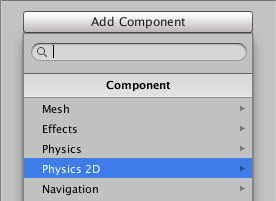 Add Component
Component
Mesh
Effects
Physics
Physics 2D
Navigation